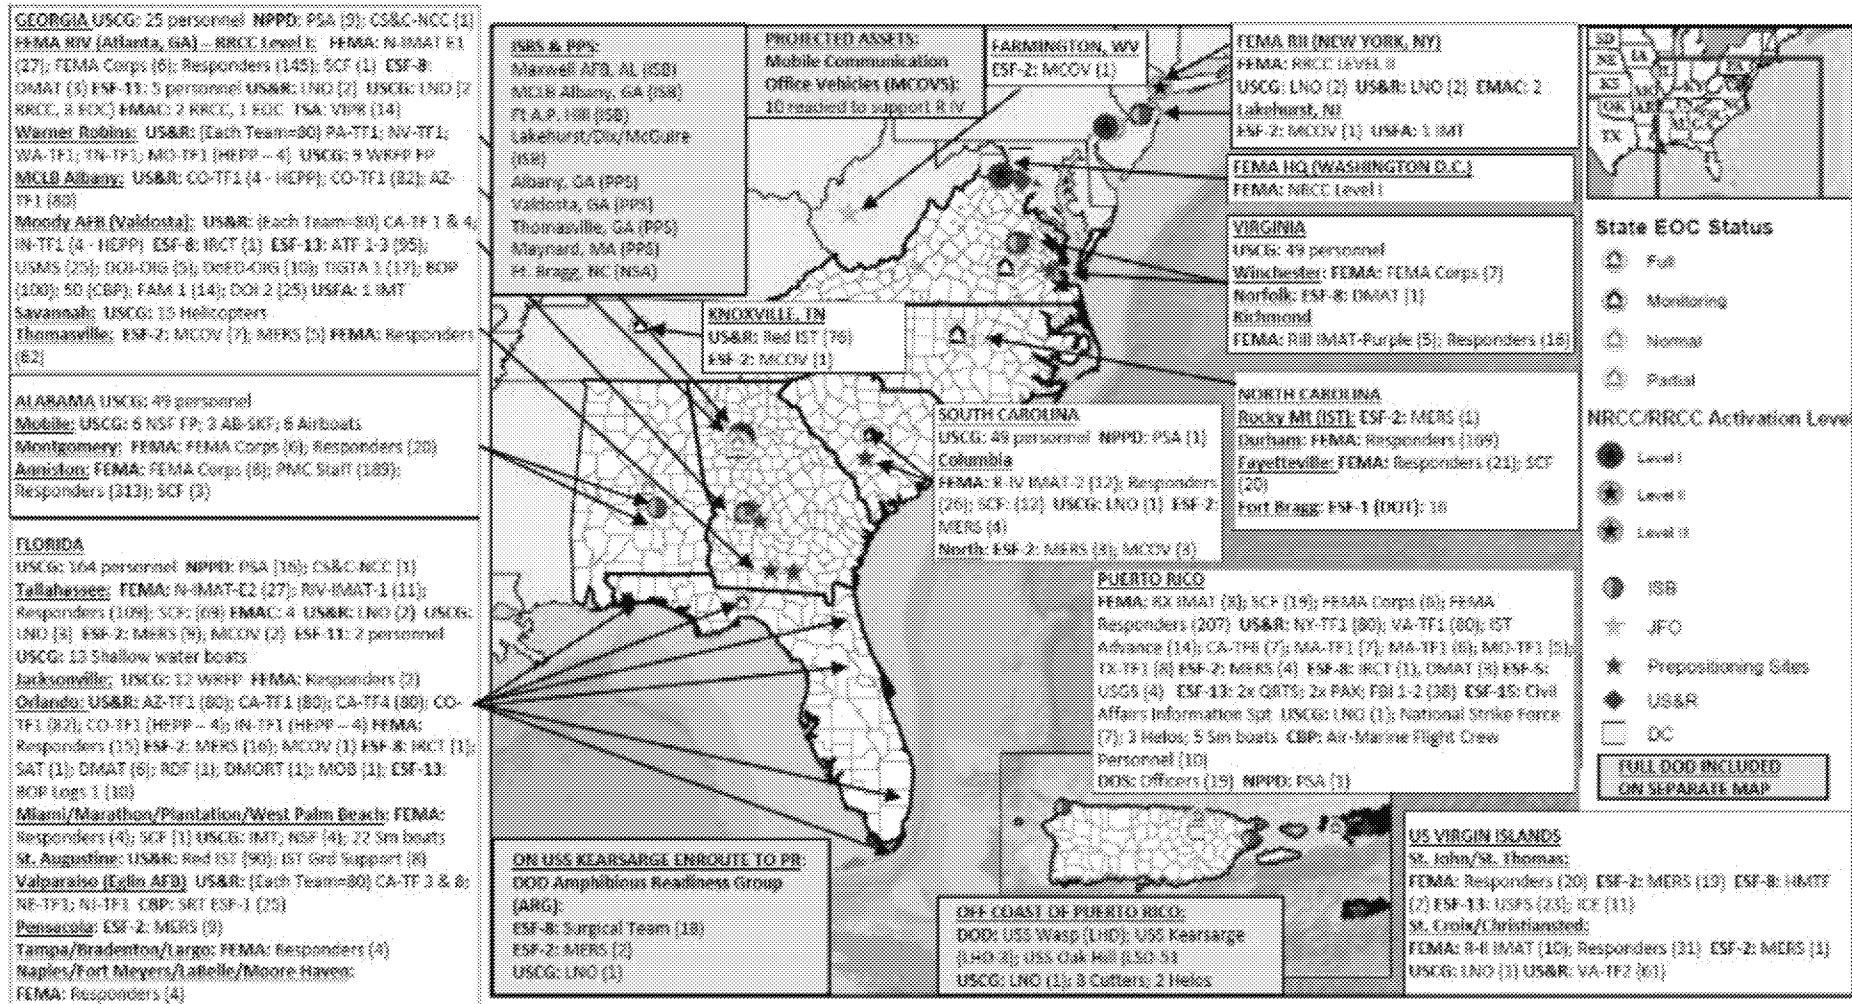 GEORGIA USCG: 25 personnel NPPD: PSA (9); CS&C-NCC (1)
FEMA RIV (Atlanta, GA) – RRCC Level I: FEMA: N-IMAT E1
(27); FEMA Corps (6); Responders (145); SCF (1) ESF-8:
DMAT (3) ESF-11: 5 personnel US&R: LNO (2) USCG: LNO (2
RRCC, 3 EOC) EMAC: 2 RRCC, 1 EOC TSA: VIPR (14)
Warner Robins: US&R: (Each Team=80) PA-TF1; NV-TF1;
WA-TF1; TN-TF1; MO-TF1 (HEPP – 4) USCG: 9 WRFP FP
MCLB Albany: US&R: CO-TF1 (4 - HEPP); CO-TF1 (82); AZ-
TF1 (80)
Moody AFB (Valdosta): US&R: (Each Team=80) CA-TF 1 & 4;
IN-TF1 (4 - HEPP) ESF-8: IRCT (1) ESF-13: ATF 1-3 (95);
USMS (25); DOI-OIG (5); DoED-OIG (10); TIGTA 1 (17); BOP
(100); 50 (CBP); FAM 1 (14); DOI 2 (25) USFA: 1 IMT
Savannah: USCG: 15 Helicopters
Thomasville: ESF-2: MCOV (7); MERS (5) FEMA: Responders
(82)
ALABAMA USCG: 49 personnel
Mobile: USCG: 6 NSF FP; 3 AB-SKF; 6 Airboats
Montgomery: FEMA: FEMA Corps (6); Responders (20)
Anniston: FEMA: FEMA Corps (8); PMC Staff (189);
Responders (313); SCF (3)
FLORIDA
USCG: 164 personnel NPPD: PSA (16); CS&C-NCC (1)
Tallahassee: FEMA: N-IMAT-E2 (27); RIV-IMAT-1 (11);
Responders (109); SCF: (69) EMAC: 4 US&R: LNO (2) USCG:
LNO (3) ESF-2: MERS (9); MCOV (2) ESF-11: 2 personnel
USCG: 13 Shallow water boats
Jacksonville: USCG: 12 WRFP FEMA: Responders (2)
Orlando: US&R: AZ-TF1 (80); CA-TF1 (80); CA-TF4 (80); CO-
TF1 (82); CO-TF1 (HEPP – 4); IN-TF1 (HEPP – 4) FEMA:
Responders (15) ESF-2: MERS (16); MCOV (1) ESF-8: IRCT (1);
SAT (1); DMAT (6); RDF (1); DMORT (1); MOB (1); ESF-13:
BOP Logs 1 (10)
Miami/Marathon/Plantation/West Palm Beach: FEMA:
Responders (4); SCF (1) USCG: IMT; NSF (4); 22 Sm boats
St. Augustine: US&R: Red IST (90); IST Grd Support (8)
Valparaiso (Eglin AFB) US&R: (Each Team=80) CA-TF 3 & 8;
NE-TF1; NJ-TF1 CBP: SRT ESF-1 (25)
Pensacola: ESF-2: MERS (9)
Tampa/Bradenton/Largo: FEMA: Responders (4)
Naples/Fort Meyers/LaBelle/Moore Haven:
FEMA: Responders (4)
ISBS & PPS:
Maxwell AFB, AL (ISB)
MCLB Albany, GA (ISB)
Ft A.P. Hill (ISB)
Lakehurst/Dix/McGuire
(ISB)
Albany, GA (PPS)
Valdosta, GA (PPS)
Thomasville, GA (PPS)
Maynard, MA (PPS)
Ft. Bragg, NC (NSA)
PROJECTED ASSETS:
Mobile Communication
Office Vehicles (MCOVS):
10 readied to support R IV
FARMINGTON, WV
ESF-2: MCOV (1)
FEMA RII (NEW YORK, NY)
FEMA: RRCC LEVEL II
USCG: LNO (2) US&R: LNO (2) EMAC: 2
Lakehurst, NJ
ESF-2: MCOV (1) USFA: 1 IMT
FEMA HQ (WASHINGTON D.C.)
FEMA: NRCC Level I
VIRGINIA
USCG: 49 personnel
Winchester: FEMA: FEMA Corps (7)
Norfolk: ESF-8: DMAT (1)
Richmond
FEMA: RIII IMAT-Purple (5); Responders (16)
KNOXVILLE, TN
US&R: Red IST (76)
ESF-2: MCOV (1)
NORTH CAROLINA
Rocky Mt (IST): ESF-2: MERS (1)
Durham: FEMA: Responders (109)
Fayetteville: FEMA: Responders (21); SCF
(20)
Fort Bragg: ESF-1 (DOT): 18
SOUTH CAROLINA
USCG: 49 personnel NPPD: PSA (1)
Columbia
FEMA: R-IV IMAT-2 (12); Responders
(26); SCF: (12) USCG: LNO (1) ESF-2:
MERS (4)
North: ESF-2: MERS (3); MCOV (3)
PUERTO RICO
FEMA: RX IMAT (8); SCF (19); FEMA Corps (6); FEMA
Responders (207) US&R: NY-TF1 (80); VA-TF1 (80); IST
Advance (14); CA-TF6 (7); MA-TF1 (7); MA-TF1 (6); MO-TF1 (5),
TX-TF1 (8) ESF-2: MERS (4) ESF-8: IRCT (1), DMAT (3) ESF-5:
USGS (4) ESF-13: 2x QRTS; 2x PAX; FBI 1-2 (38) ESF-15: Civil
Affairs Information Spt USCG: LNO (1); National Strike Force
(7); 3 Helos; 5 Sm boats CBP: Air-Marine Flight Crew
Personnel (10)
DOS: Officers (19) NPPD: PSA (1)
ON USS KEARSARGE ENROUTE TO PR:
DOD Amphibious Readiness Group
(ARG):
ESF-8: Surgical Team (18)
ESF-2: MERS (2)
USCG: LNO (1)
OFF COAST OF PUERTO RICO:
DOD: USS Wasp (LHD); USS Kearsarge
(LHD-3); USS Oak Hill (LSD-51
USCG: LNO (1); 8 Cutters; 2 Helos
US VIRGIN ISLANDS
St. John/St. Thomas:
FEMA: Responders (20) ESF-2: MERS (13) ESF-8: HMTF
(2) ESF-13: USFS (23); ICE (11)
St. Croix/Christiansted:
FEMA: R-II IMAT (10); Responders (31) ESF-2: MERS (1)
USCG: LNO (1) US&R: VA-TF2 (61)
SD
NE
IA
KS
OK
TX
PA
KY
TN
State EOC Status
Full
Monitoring
Normal
Partial
NRCC/RRCC Activation Level
Level I
Level II
Level III
ISB
JFO
Prepositioning Sites
US&R
DC
FULL DOD INCLUDED
ON SEPARATE MAP